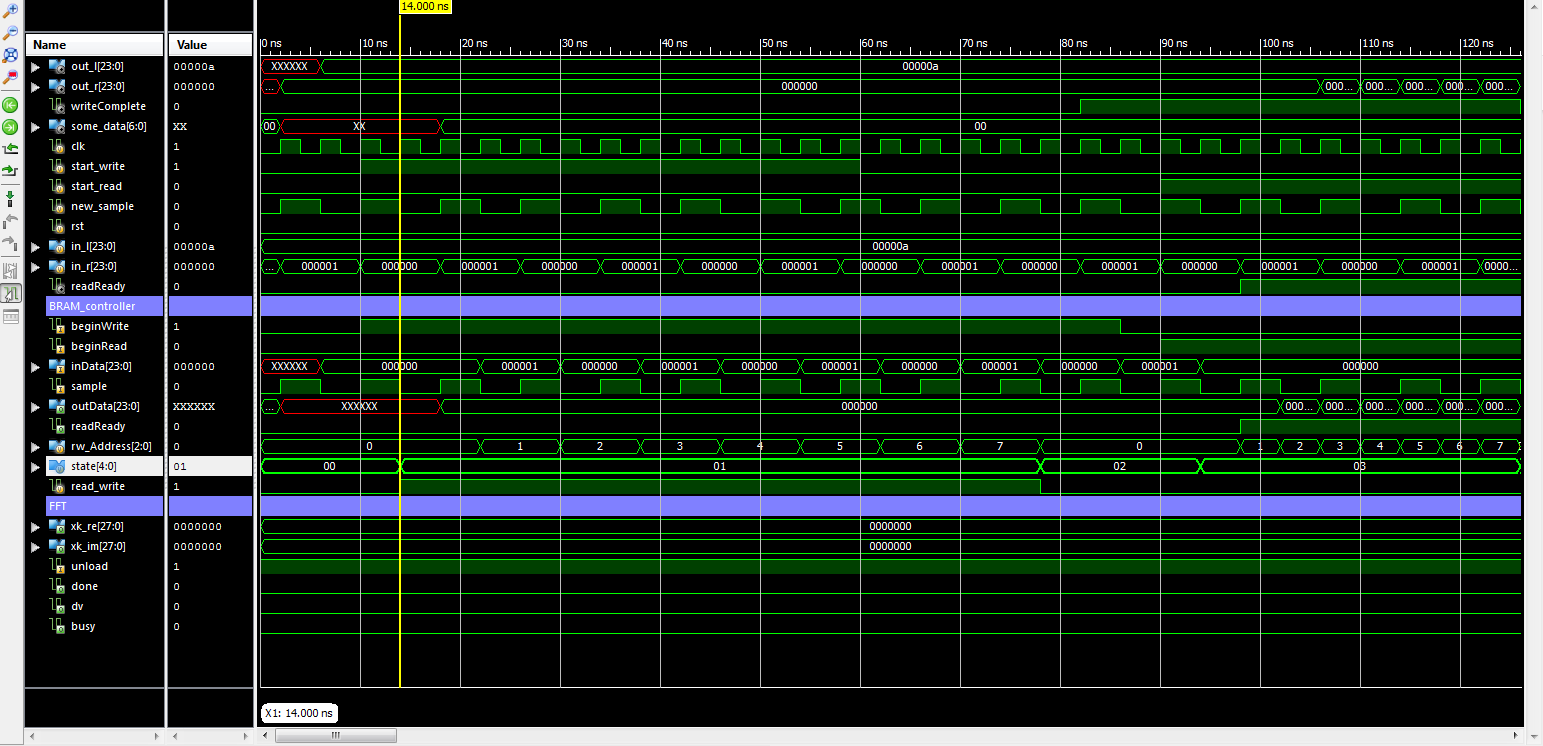 14.000 ns
Name Value 0 ns 10 ns 20 ns 30 ns 40 ns 50 ns 60 ns 70 ns 80 ns 90 ns 100 ns 110 ns 120 ns
out_l[23:0] 00000a XXXXXX 00000a
out_r[23:0] 000000 ... 000000 000... 000... 000... 000... 000...
writeComplete 0
some_data[6:0] XX 00 XX 00
clk 1
start_write 1
start_read 0
new_sample 0
rst 0
in_l[23:0] 00000a 00000a
in_r[23:0] 000000 ... 000001 000000 000001 000000 000001 000000 000001 000000 000001 000000 000001 000000 000001 000000 000001 0000...
readReady 0
BRAM_controller
beginWrite 1
beginRead 0
inData[23:0] 000000 XXXXXX 000000 000001 000000 000001 000000 000001 000000 000001 000000 000001 000000
sample 0
outData[23:0] XXXXXX ... XXXXXX 000000 000... 000... 000... 000... 000... 000...
readReady 0
rw_Address[2:0] 0 0 1 2 3 4 5 6 7 0 1 2 3 4 5 6 7
state[4:0] 01 00 01 02 03
read_write 1
FFT
xk_re[27:0] 0000000 0000000
xk_im[27:0] 0000000 0000000
unload 1
done 0
dv 0
busy 0
X1: 14.000 ns